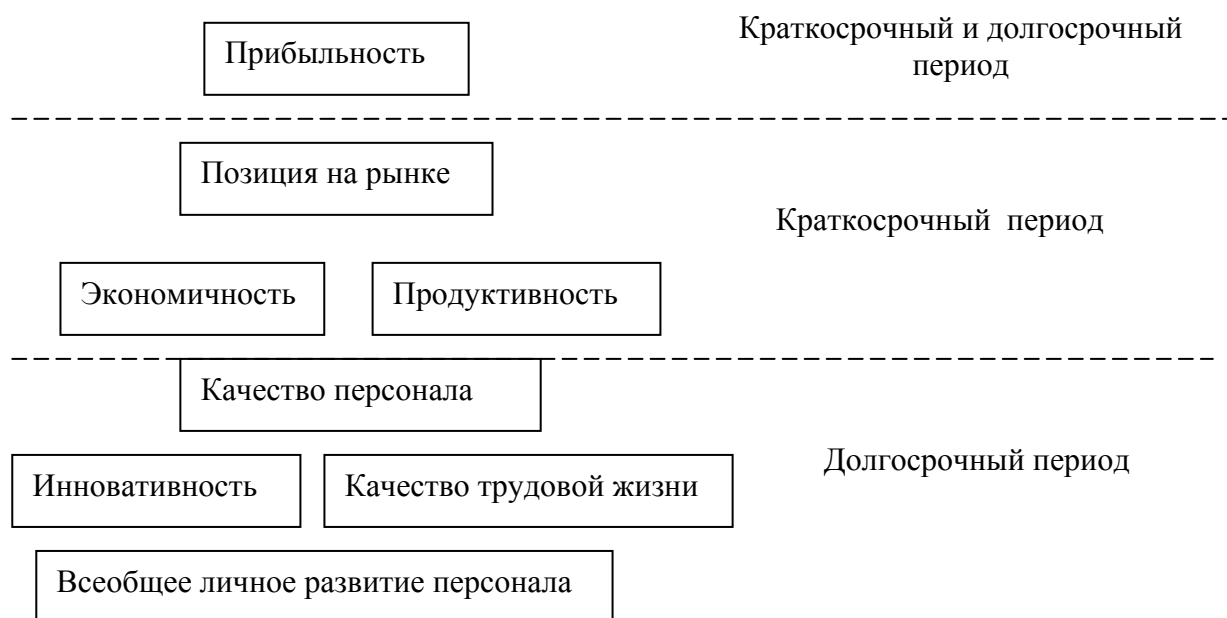 Прибыльность
Краткосрочный и долгосрочный
период
Позиция на рынке
Краткосрочный период
Экономичность
Продуктивность
Качество персонала
Долгосрочный период
Инновативность
Качество трудовой жизни
Всеобщее личное развитие персонала